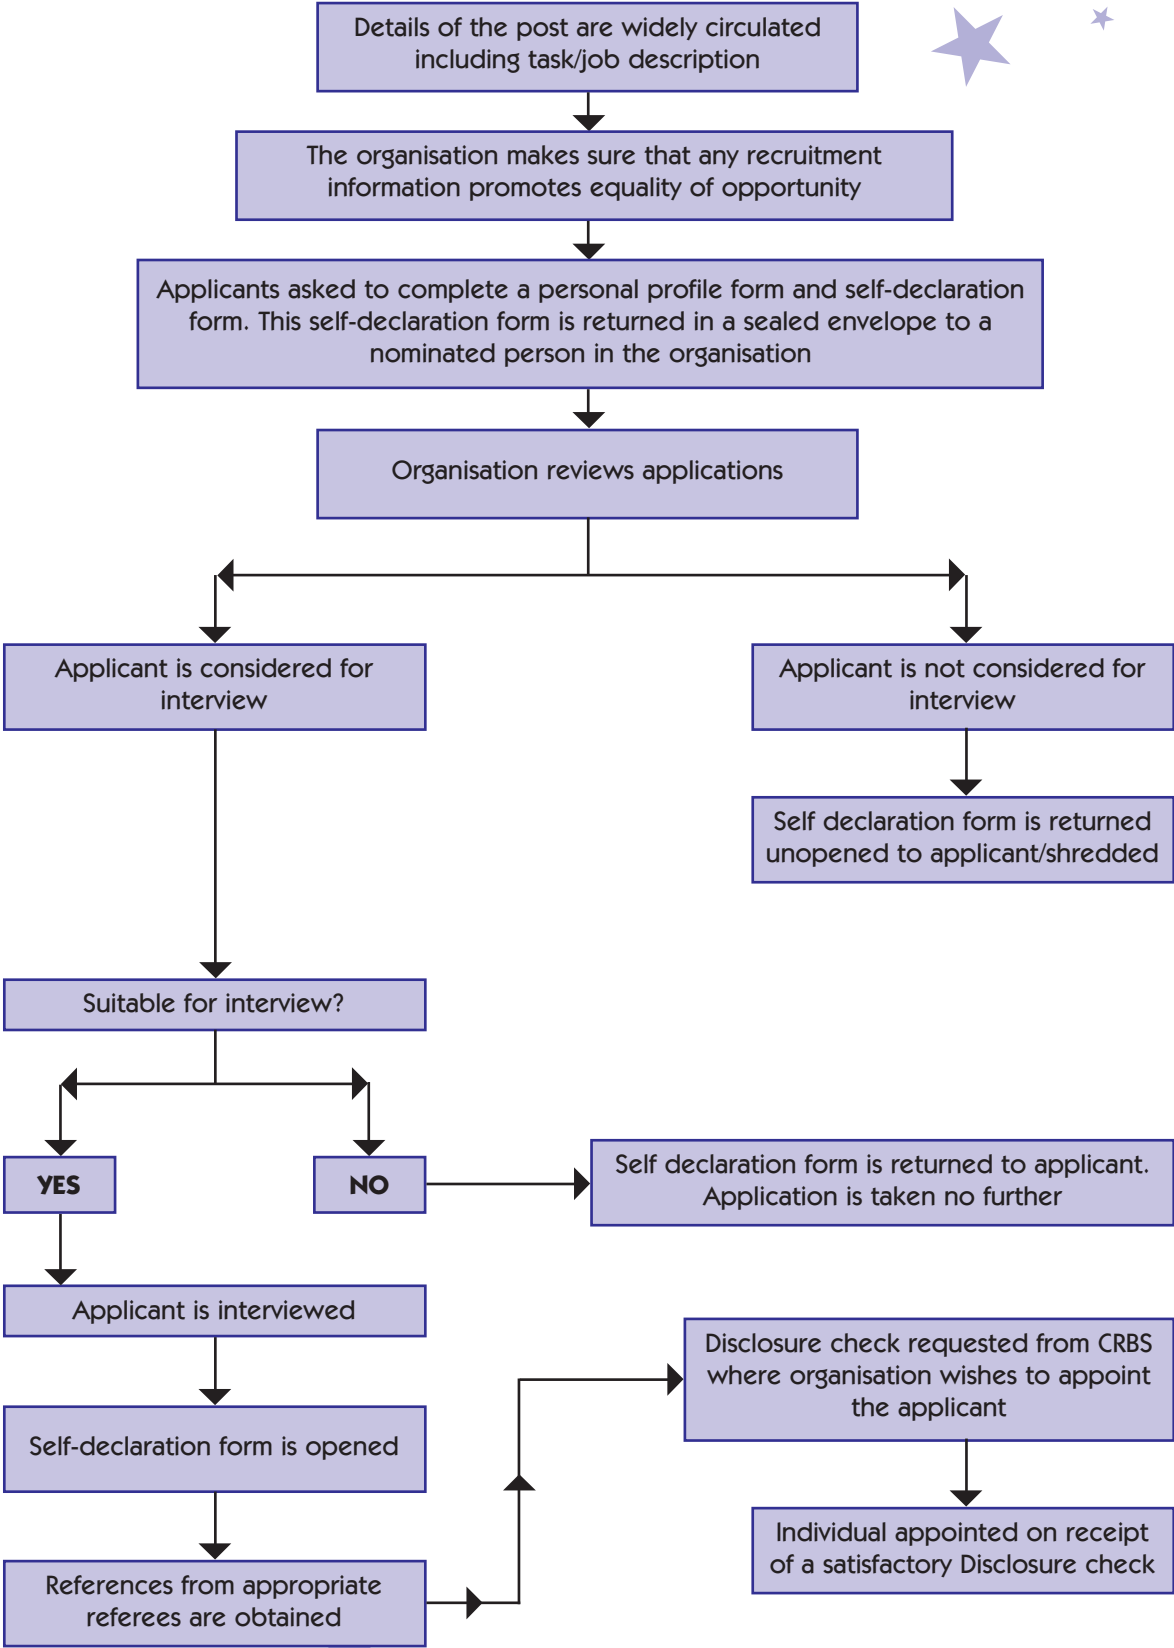 Details of the post are widely circulated
including task/job description
The organisation makes sure that any recruitment
information promotes equality of opportunity
Applicants asked to complete a personal profile form and self-declaration
form. This self-declaration form is returned in a sealed envelope to a
nominated person in the organisation
Organisation reviews applications
Applicant is considered for
interview
Applicant is not considered for
interview
Self declaration form is returned
unopened to applicant/shredded
Suitable for interview?
YES
NO
Self declaration form is returned to applicant.
Application is taken no further
Applicant is interviewed
Self-declaration form is opened
References from appropriate
referees are obtained
Disclosure check requested from CRBS
where organisation wishes to appoint
the applicant
Individual appointed on receipt
of a satisfactory Disclosure check